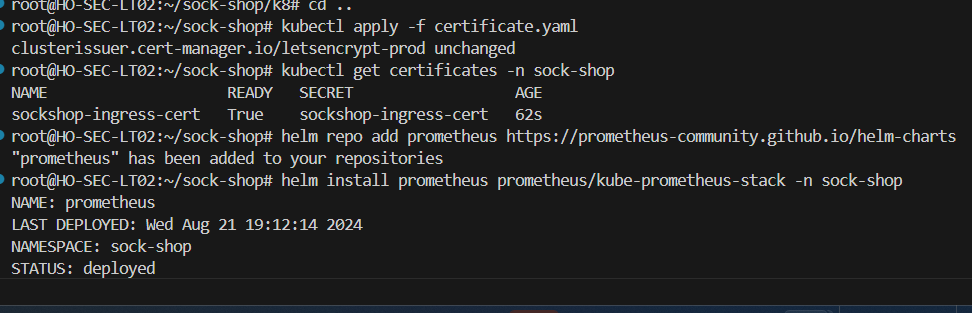 root@HO-SEC-LT02:~/sock-shop/k8# cd ..
root@HO-SEC-LT02:~/sock-shop# kubectl apply -f certificate.yaml
clusterissuer.cert-manager.io/letsencrypt-prod unchanged
root@HO-SEC-LT02:~/sock-shop# kubectl get certificates -n sock-shop
NAME READY SECRET AGE
sockshop-ingress-cert True sockshop-ingress-cert 62s
root@HO-SEC-LT02:~/sock-shop# helm repo add prometheus https://prometheus-community.github.io/helm-charts
"prometheus" has been added to your repositories
root@HO-SEC-LT02:~/sock-shop# helm install prometheus prometheus/kube-prometheus-stack -n sock-shop
NAME: prometheus
LAST DEPLOYED: Wed Aug 21 19:12:14 2024
NAMESPACE: sock-shop
STATUS: deployed